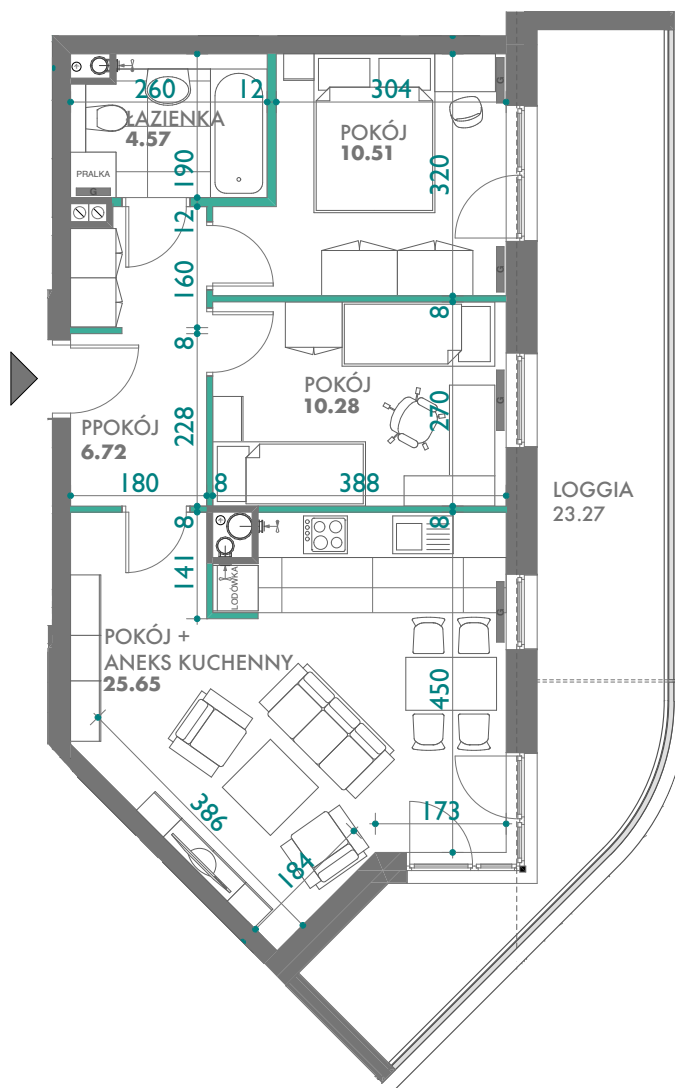 260
12
304
ŁAZIENKA
4.57
POKÓJ
10.51
PRALKA
G
190
320
G
12
160
G
8
8
POKÓJ
10.28
270
G
PPOKÓJ
6.72
228
180
8
388
LOGGIA
23.27
8
8
141
LODÓWKA
G
POKÓJ +
ANEKS KUCHENNY
25.65
450
386
173
184